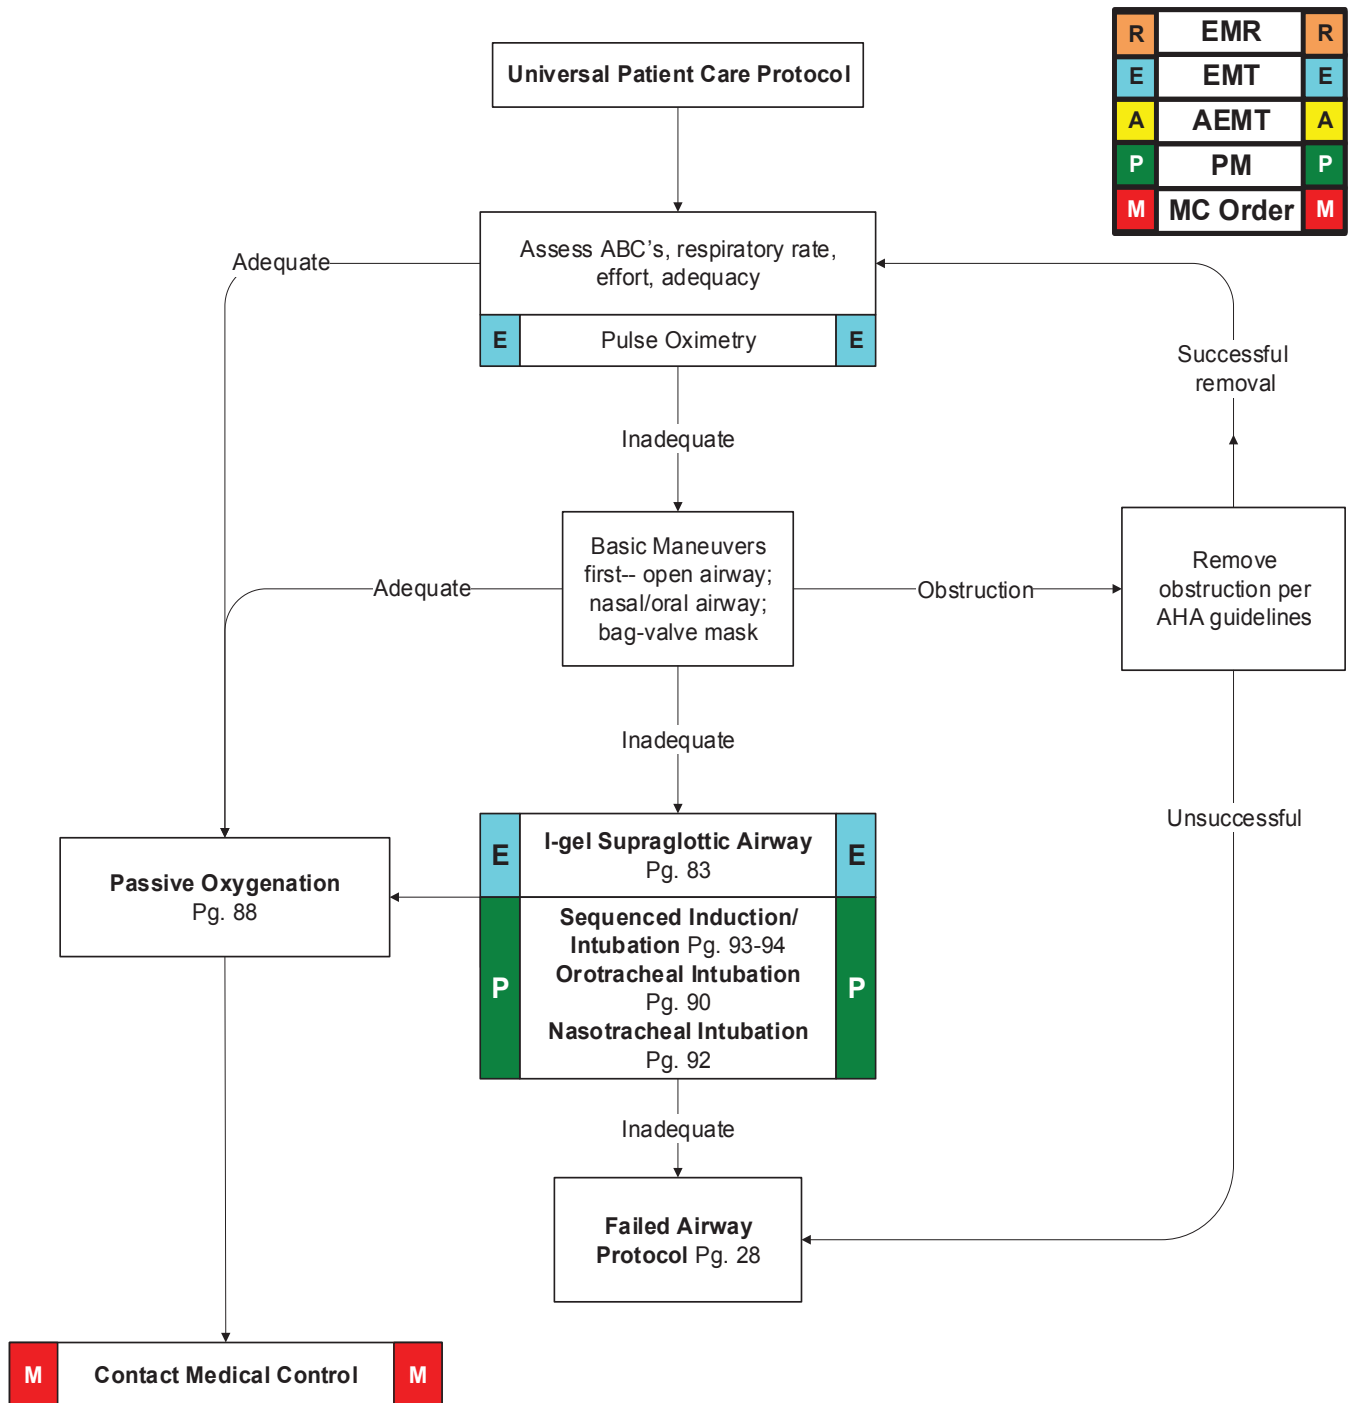 R EMR R
E EMT E
A AEMT A
P PM P
M MC Order M
Universal Patient Care Protocol
Assess ABC's, respiratory rate,
effort, adequacy
E Pulse Oximetry E
Adequate
Inadequate
Successful
removal
Basic Maneuvers
first-- open airway;
nasal/oral airway;
bag-valve mask
Adequate
Obstruction
Remove
obstruction per
AHA guidelines
Inadequate
Unsuccessful
E I-gel Supraglottic Airway E
Pg. 83
Passive Oxygenation
Pg. 88
P Sequenced Induction/ P
Intubation Pg. 93-94
Orotracheal Intubation
Pg. 90
Nasotracheal Intubation
Pg. 92
Inadequate
Failed Airway
Protocol Pg. 28
M Contact Medical Control M